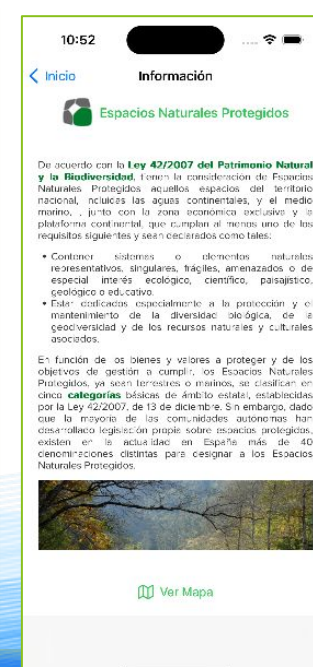 10:52
Inicio
Información
Espacios Naturales Protegidos
De acuerdo con la Ley 42/2007 del Patrimonio Natural
y la Biodiversidad, tienen la consideración de Espacios
Naturales Protegidos aquellos espacios del territorio
nacional, incluidas las aguas continentales, y el medio
marino, , junto con la zona económica exclusiva y la
plataforma continental, que cumplan al menos uno de los
requisitos siguientes y sean declarados como tales:
• Contener sistemas o elementos naturales
representativos, singulares, frágiles, amenazados o de
especial interés ecológico, científico, paisajístico,
geológico o educativo.
• Estar dedicados especialmente a la protección y el
mantenimiento de la diversidad biológica, de la
geodiversidad y de los recursos naturales y culturales
asociados.
En función de los bienes y valores a proteger y de los
objetivos de gestión a cumplir, los Espacios Naturales
Protegidos, ya sean terrestres o marinos, se clasifican en
cinco categorías básicas de ámbito estatal, establecidas
por la Ley 42/2007, de 13 de diciembre. Sin embargo, dado
que la mayoría de las comunidades autónomas han
desarrollado legislación propia sobre espacios protegidos,
existen en la actualidad en España más de 40
denominaciones distintas para designar a los Espacios
Naturales Protegidos.
Ver Mapa